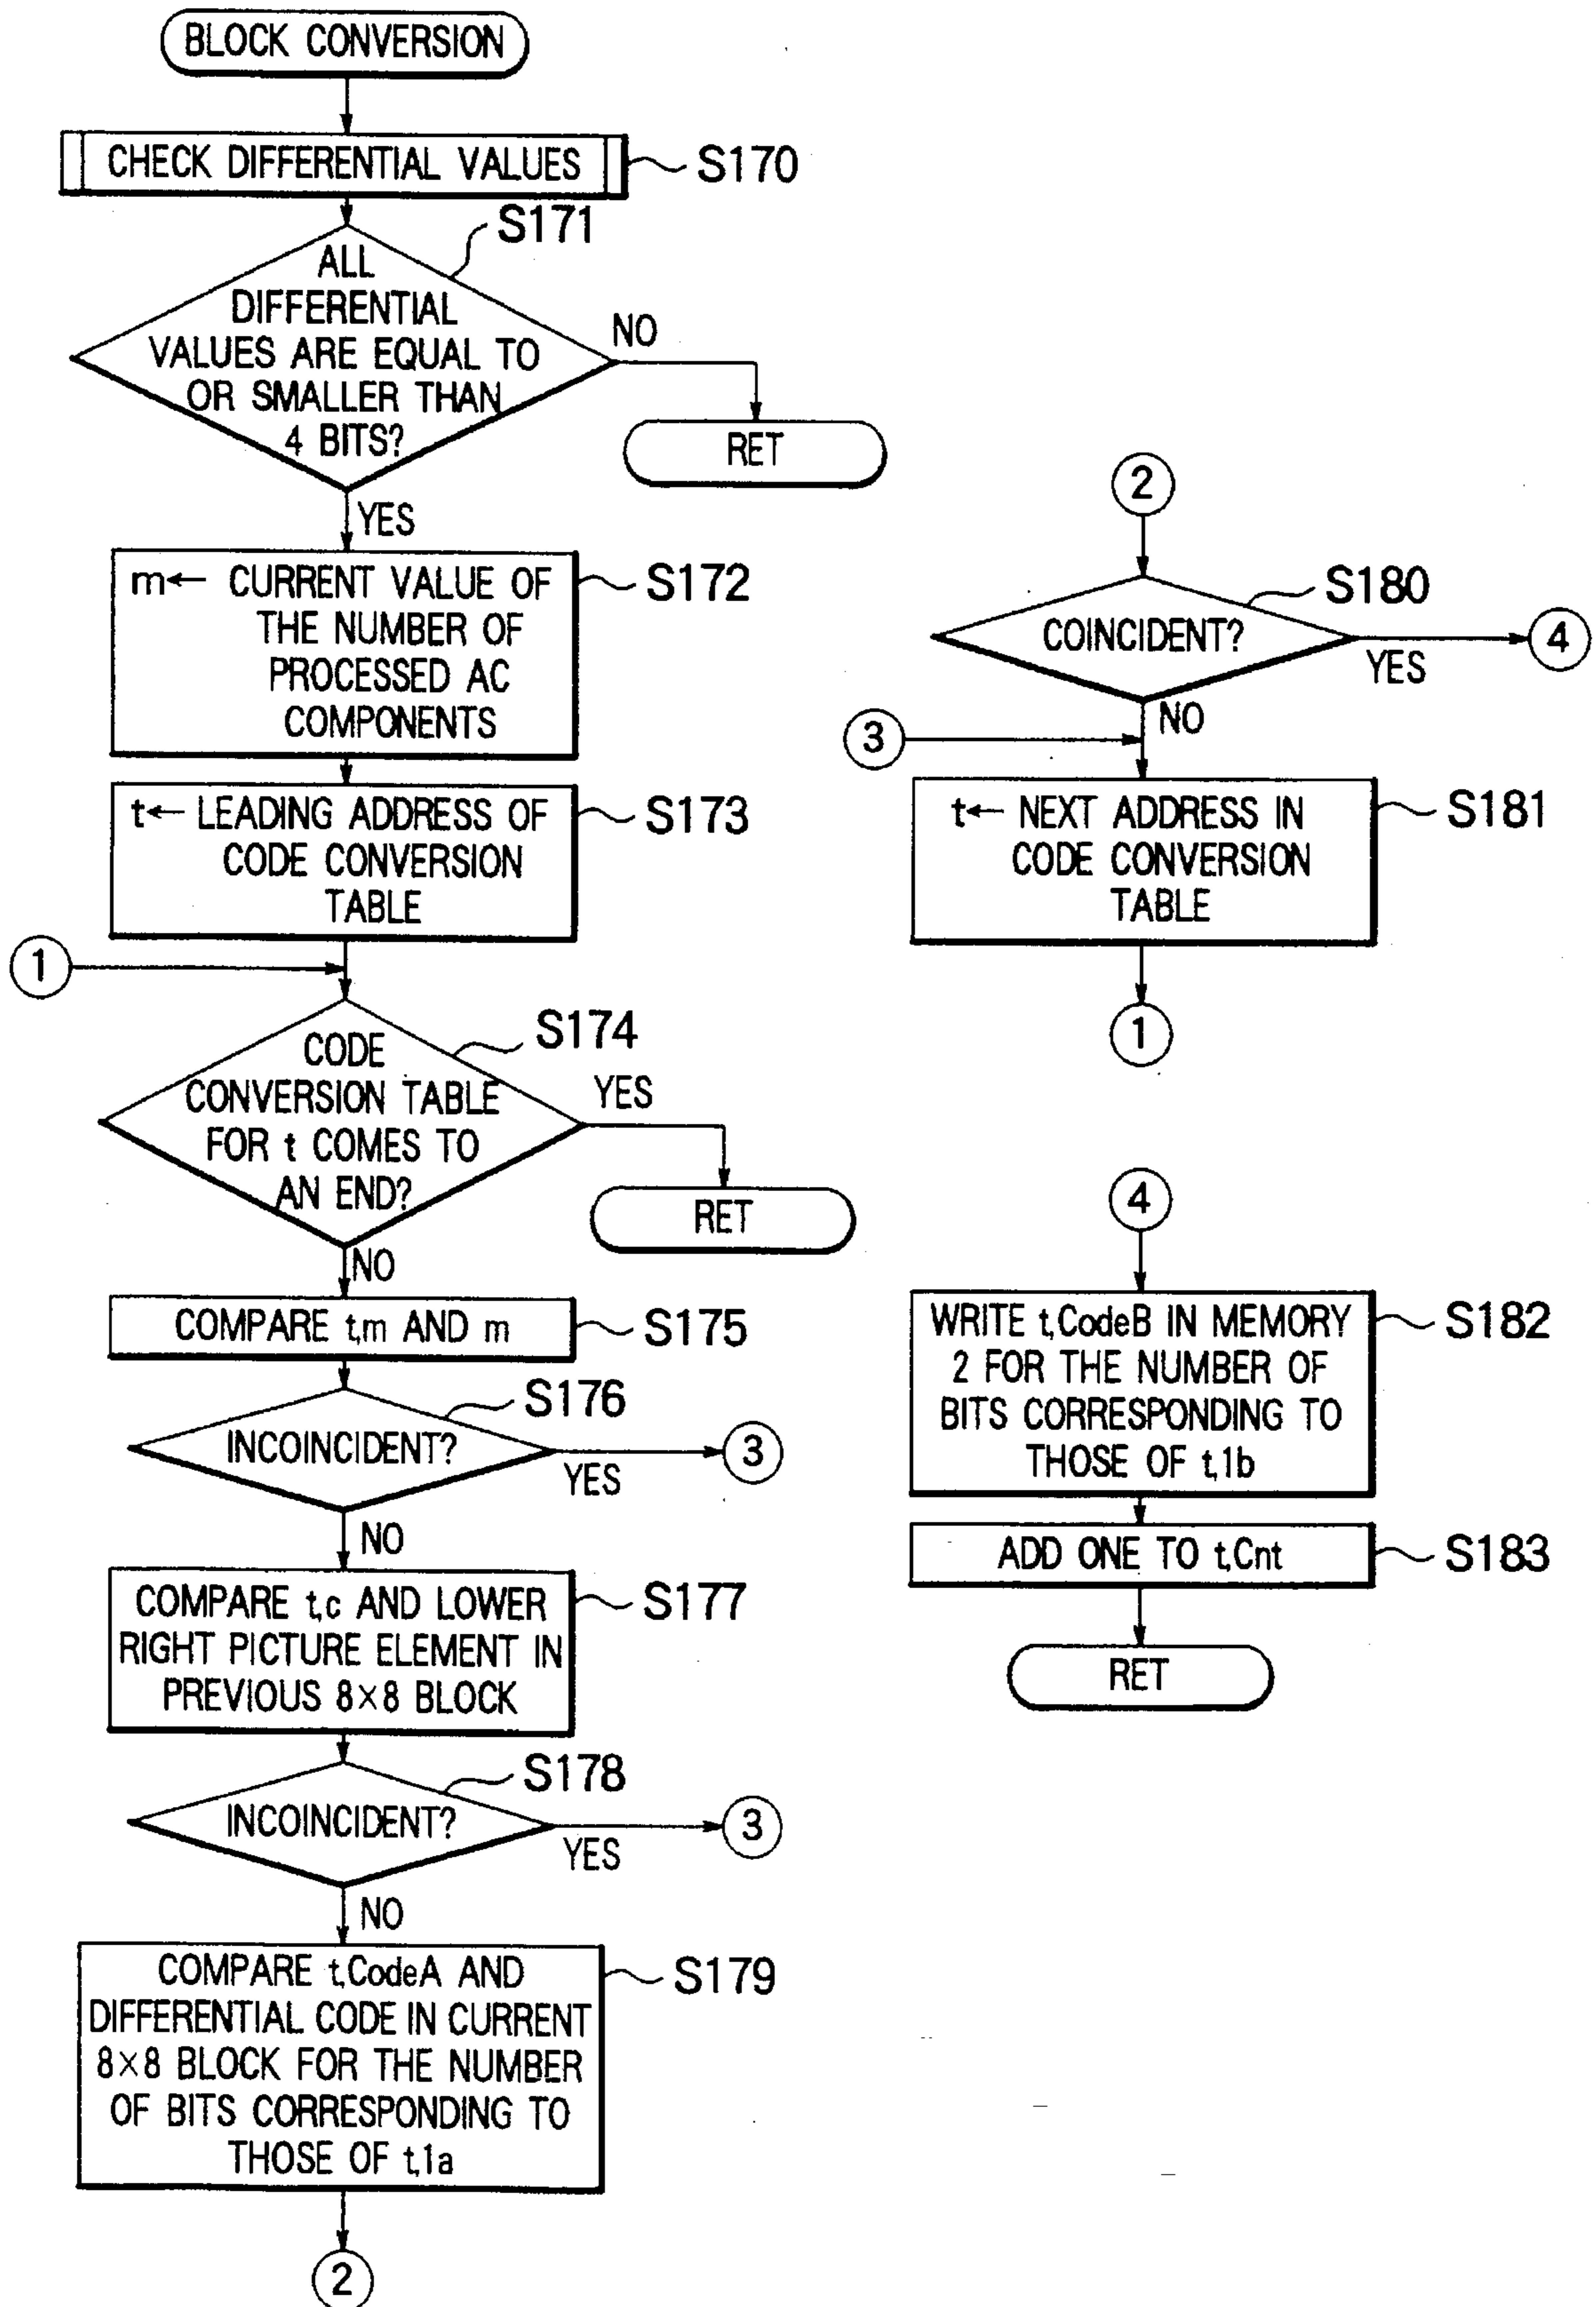 BLOCK CONVERSION
CHECK DIFFERENTIAL VALUES
S170
S171
ALL
DIFFERENTIAL
VALUES ARE EQUAL TO
OR SMALLER THAN
4 BITS?
NO
RET
YES
m← CURRENT VALUE OF
THE NUMBER OF
PROCESSED AC
COMPONENTS
S172
t← LEADING ADDRESS OF
CODE CONVERSION
TABLE
S173
1
S174
CODE
CONVERSION TABLE
FOR t COMES TO
AN END?
YES
RET
NO
COMPARE t,m AND m
S175
S176
INCOINCIDENT?
YES
3
NO
COMPARE t,c AND LOWER
RIGHT PICTURE ELEMENT IN
PREVIOUS 8×8 BLOCK
S177
S178
INCOINCIDENT?
YES
3
NO
COMPARE t,CodeA AND
DIFFERENTIAL CODE IN CURRENT
8×8 BLOCK FOR THE NUMBER
OF BITS CORRESPONDING TO
THOSE OF t,1a
S179
2
2
S180
COINCIDENT?
YES
4
NO
3
t← NEXT ADDRESS IN
CODE CONVERSION
TABLE
S181
1
4
WRITE t,CodeB IN MEMORY
2 FOR THE NUMBER OF
BITS CORRESPONDING TO
THOSE OF t,1b
S182
ADD ONE TO t,Cnt
S183
RET